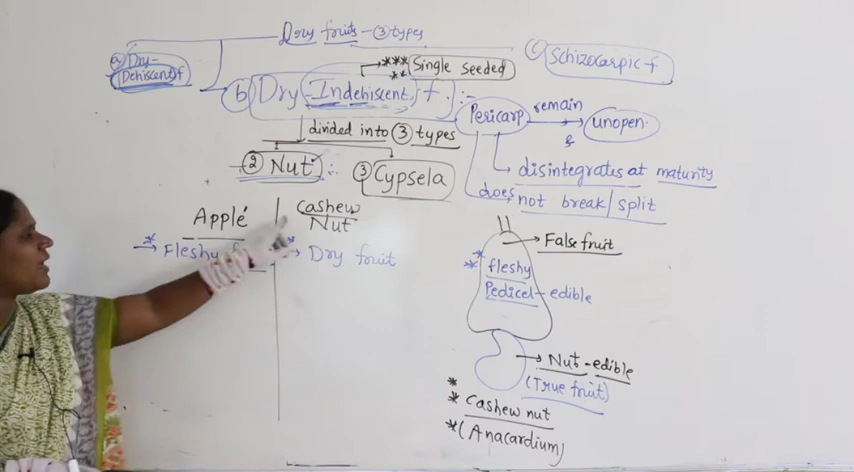 Dry fruits - ③ types
a) Dry-
(Dehiscent) f
c) Schizocarpic f
*** Single Seeded
**
b) Dry - Indehiscent f :-
divided into ③ types
Pericarp remain unopen.
&
disintegrates at maturity
does not break / split
② Nut :-
③ Cypsela
Apple
* Fleshy
Cashew
Nut
* Dry fruit
False fruit
* fleshy
* Pedicel - edible
Nut - edible
(True fruit)
*
* Cashew nut
* (Anacardium)